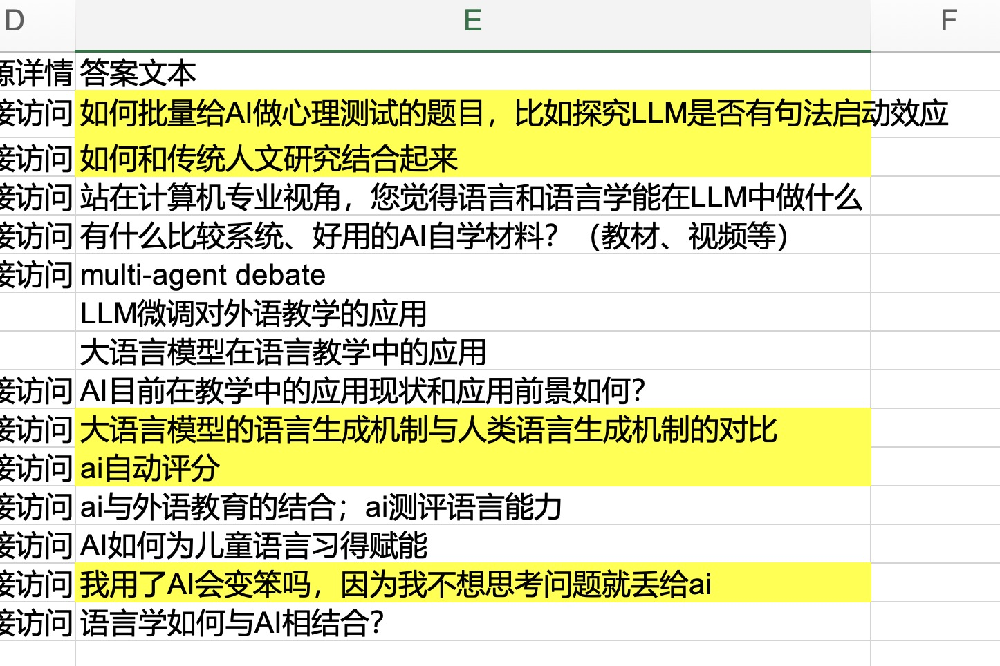 D E F
源详情 答案文本
接访问 如何批量给AI做心理测试的题目，比如探究LLM是否有句法启动效应
接访问 如何和传统人文研究结合起来
接访问 站在计算机专业视角，您觉得语言和语言学能在LLM中做什么
接访问 有什么比较系统、好用的AI自学材料？（教材、视频等）
接访问 multi-agent debate
LLM微调对外语教学的应用
大语言模型在语言教学中的应用
接访问 AI目前在教学中的应用现状和应用前景如何？
接访问 大语言模型的语言生成机制与人类语言生成机制的对比
接访问 ai自动评分
接访问 ai与外语教育的结合；ai测评语言能力
接访问 AI如何为儿童语言习得赋能
接访问 我用了AI会变笨吗，因为我不想思考问题就丢给ai
接访问 语言学如何与AI相结合？